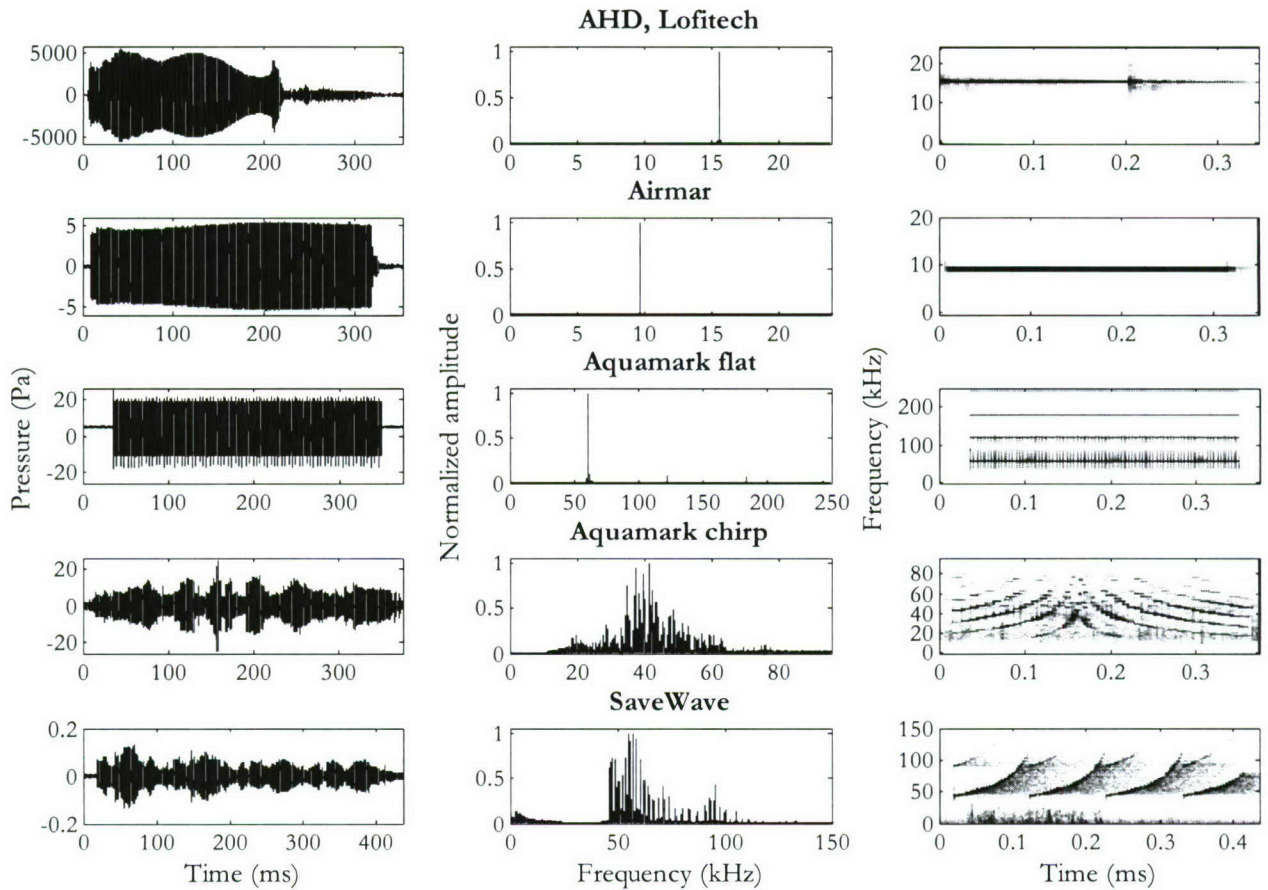 AHD, Lofitech
5000
0
-5000
0 100 200 300
1
0.5
0
0 5 10 15 20
20
10
0
0 0.1 0.2 0.3
Airmar
5
0
-5
0 100 200 300
1
0.5
0
0 5 10 15 20
20
10
0
0 0.1 0.2 0.3
Aquamark flat
20
0
-20
0 100 200 300
1
0.5
0
0 50 100 150 200 250
200
100
0
0 0.1 0.2 0.3
Aquamark chirp
20
0
-20
0 100 200 300
1
0.5
0
0 20 40 60 80
80
60
40
20
0
0 0.1 0.2 0.3
SaveWave
0.2
0
-0.2
0 100 200 300 400
1
0.5
0
0 50 100 150
150
100
50
0
0 0.1 0.2 0.3 0.4
Pressure (Pa)
Normalized amplitude
Frequency (kHz)
Time (ms)
Frequency (kHz)
Time (ms)